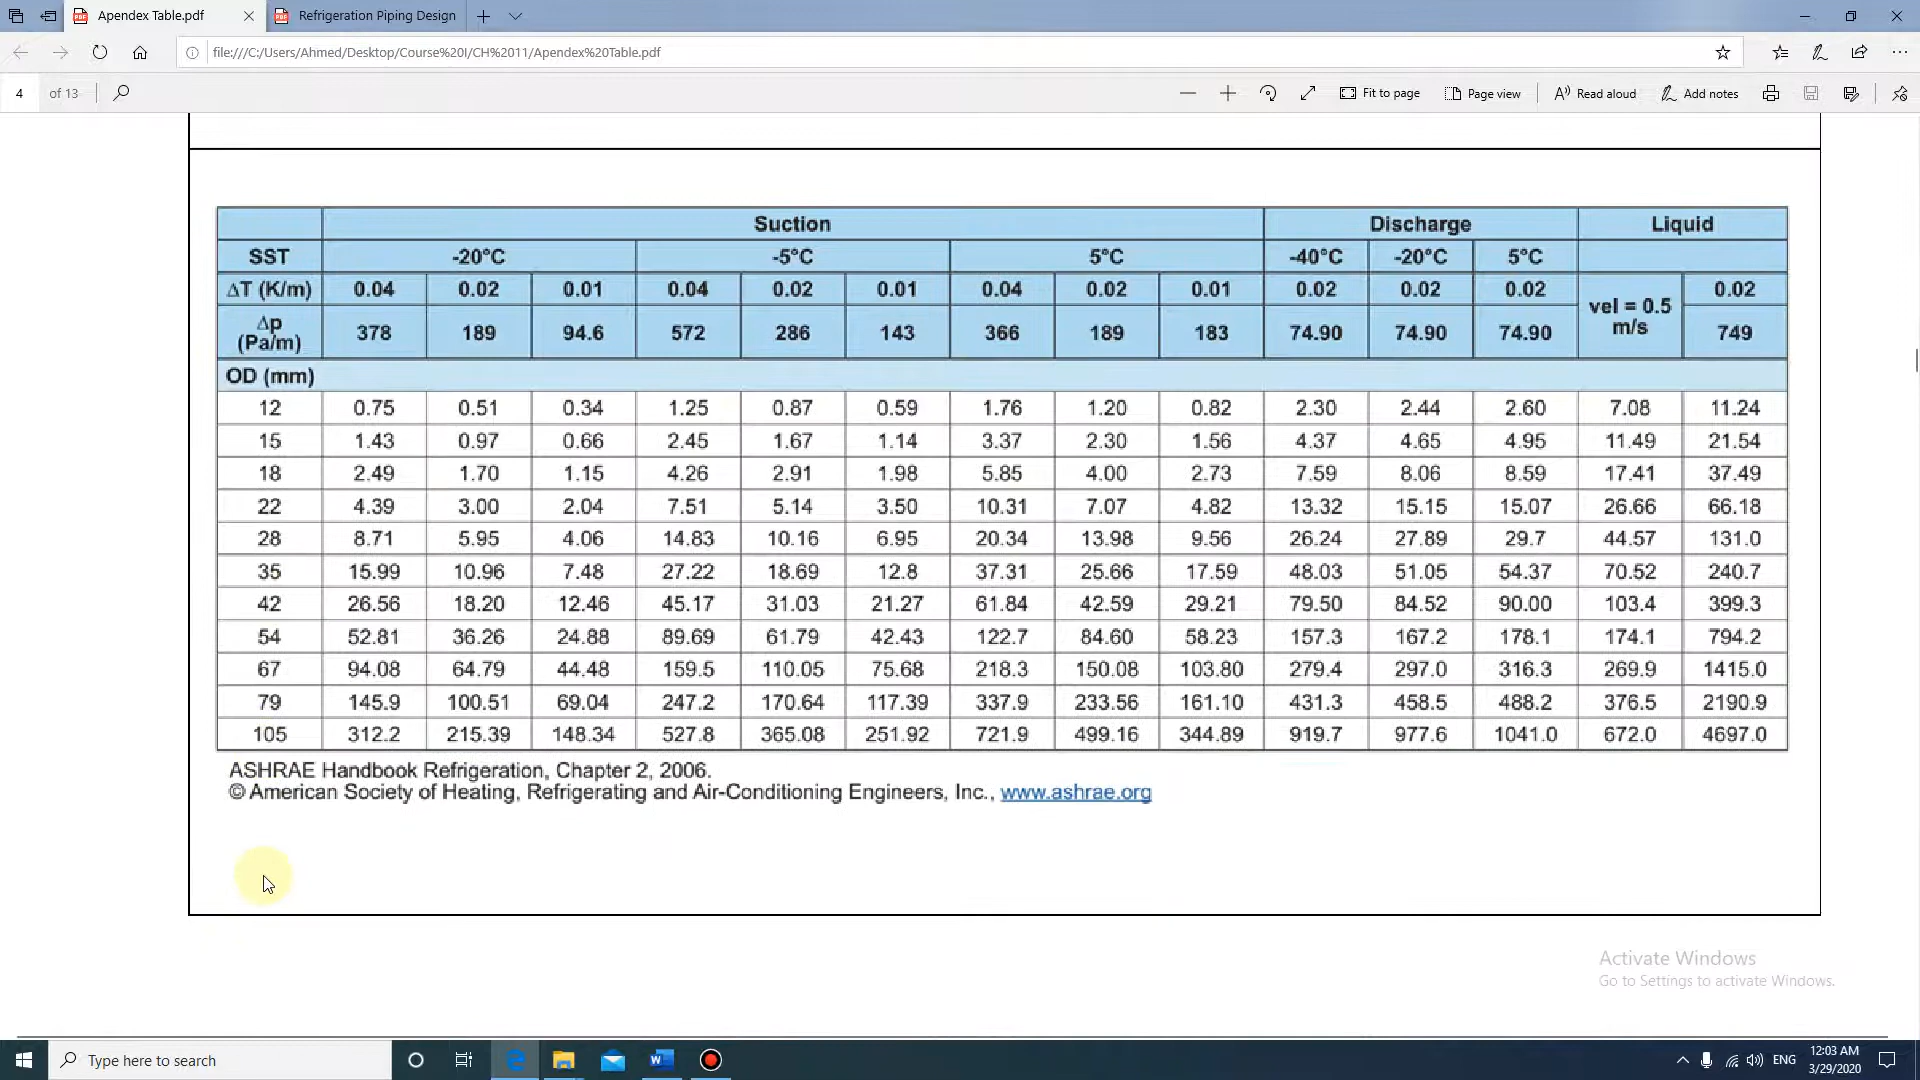 Apendex Table.pdf
Refrigeration Piping Design
file:///C:/Users/Ahmed/Desktop/Course%20I/CH%2011/Apendex%20Table.pdf
4 of 13
Fit to page
Page view
Read aloud
Add notes
Suction Discharge Liquid
SST -20°C -5°C 5°C -40°C -20°C 5°C
ΔT (K/m) 0.04 0.02 0.01 0.04 0.02 0.01 0.04 0.02 0.01 0.02 0.02 0.02 vel = 0.5 m/s 0.02
Δp (Pa/m) 378 189 94.6 572 286 143 366 189 183 74.90 74.90 74.90 749
OD (mm)
12 0.75 0.51 0.34 1.25 0.87 0.59 1.76 1.20 0.82 2.30 2.44 2.60 7.08 11.24
15 1.43 0.97 0.66 2.45 1.67 1.14 3.37 2.30 1.56 4.37 4.65 4.95 11.49 21.54
18 2.49 1.70 1.15 4.26 2.91 1.98 5.85 4.00 2.73 7.59 8.06 8.59 17.41 37.49
22 4.39 3.00 2.04 7.51 5.14 3.50 10.31 7.07 4.82 13.32 15.15 15.07 26.66 66.18
28 8.71 5.95 4.06 14.83 10.16 6.95 20.34 13.98 9.56 26.24 27.89 29.7 44.57 131.0
35 15.99 10.96 7.48 27.22 18.69 12.8 37.31 25.66 17.59 48.03 51.05 54.37 70.52 240.7
42 26.56 18.20 12.46 45.17 31.03 21.27 61.84 42.59 29.21 79.50 84.52 90.00 103.4 399.3
54 52.81 36.26 24.88 89.69 61.79 42.43 122.7 84.60 58.23 157.3 167.2 178.1 174.1 794.2
67 94.08 64.79 44.48 159.5 110.05 75.68 218.3 150.08 103.80 279.4 297.0 316.3 269.9 1415.0
79 145.9 100.51 69.04 247.2 170.64 117.39 337.9 233.56 161.10 431.3 458.5 488.2 376.5 2190.9
105 312.2 215.39 148.34 527.8 365.08 251.92 721.9 499.16 344.89 919.7 977.6 1041.0 672.0 4697.0
ASHRAE Handbook Refrigeration, Chapter 2, 2006.
© American Society of Heating, Refrigerating and Air-Conditioning Engineers, Inc., www.ashrae.org
Activate Windows
Go to Settings to activate Windows.
Type here to search
ENG
12:03 AM
3/29/2020